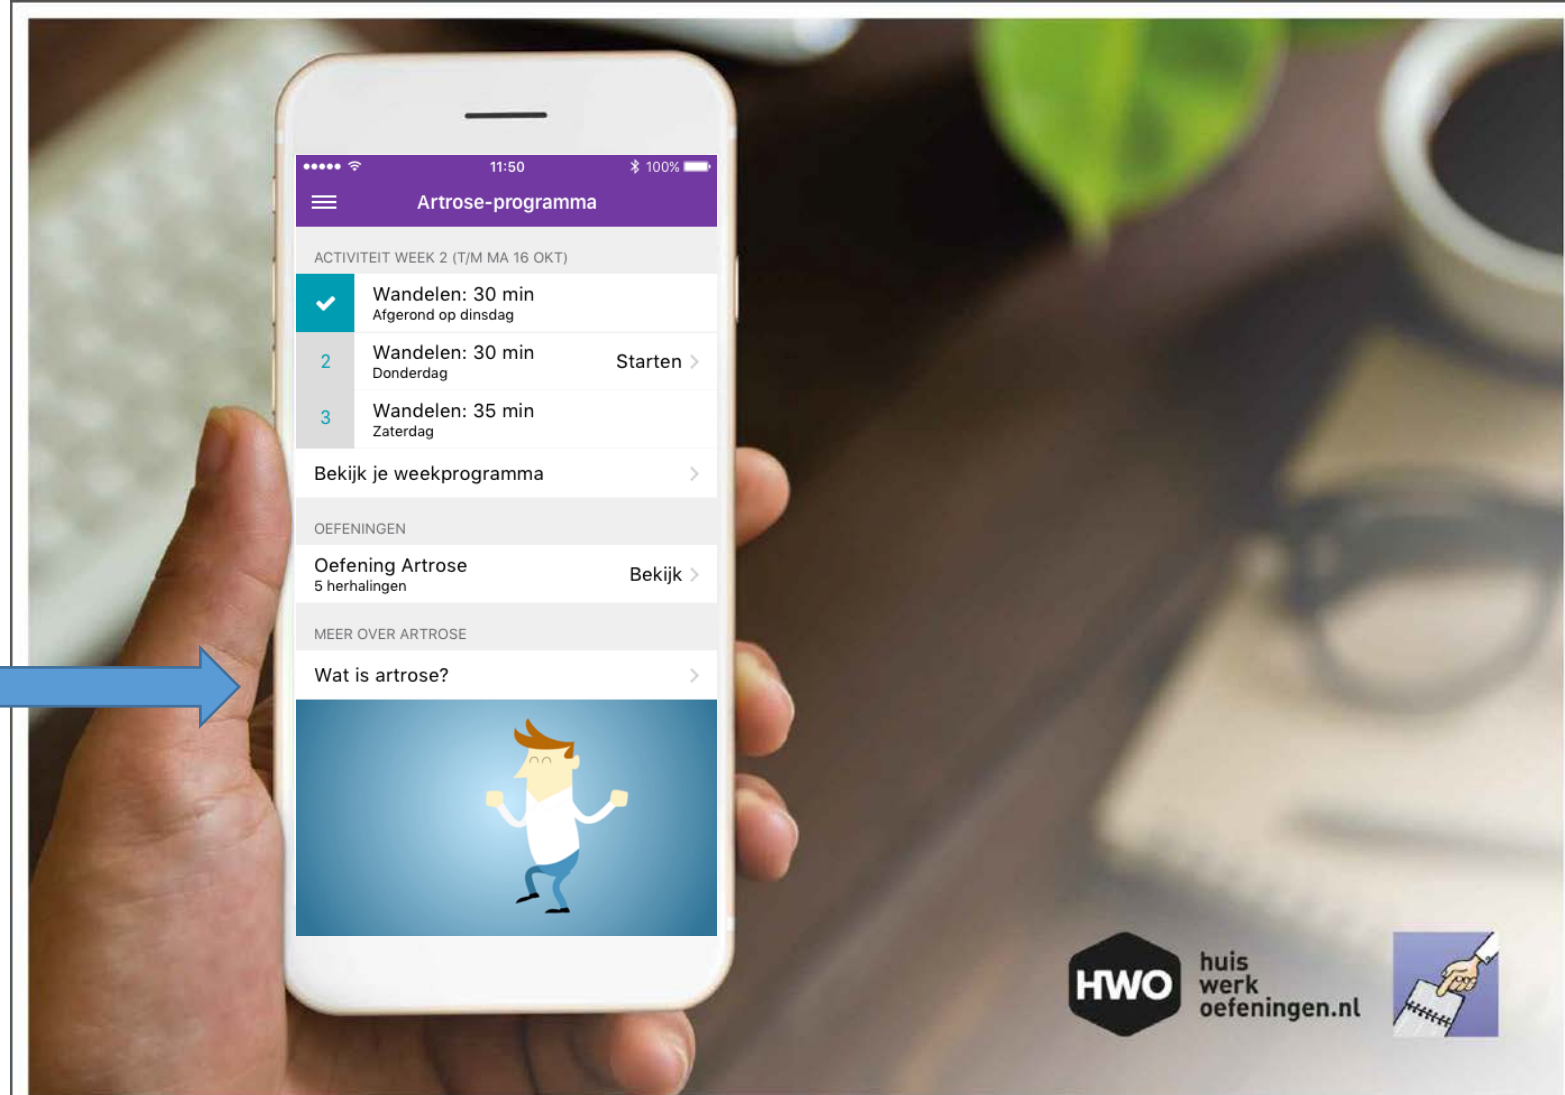 11:50
100%
Artrose-programma
ACTIVITEIT WEEK 2 (T/M MA 16 OKT)
Wandelen: 30 min
Afgerond op dinsdag
2
Wandelen: 30 min
Donderdag
Starten
3
Wandelen: 35 min
Zaterdag
Bekijk je weekprogramma
OEFENINGEN
Oefening Artrose
5 herhalingen
Bekijk
MEER OVER ARTROSE
Wat is artrose?
HWO
huis
werk
oefeningen.nl